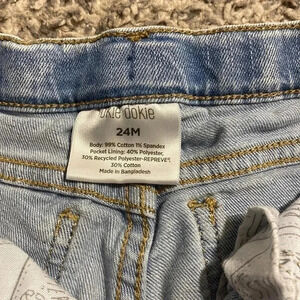 okie dokie
24M
Body: 99% Cotton 1% Spandex
Pocket Lining: 40% Polyester,
30% Recycled Polyester-REPREVE®,
30% Cotton
Made in Bangladesh